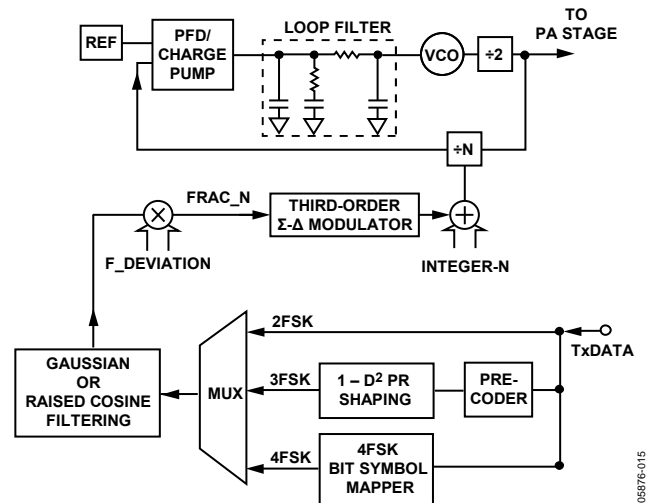 LOOP FILTER
REF
PFD/
CHARGE
PUMP
VCO
÷2
TO
PA STAGE
÷N
FRAC_N
THIRD-ORDER
Σ-Δ MODULATOR
F_DEVIATION
INTEGER-N
GAUSSIAN
OR
RAISED COSINE
FILTERING
MUX
2FSK
TxDATA
3FSK
1 – D² PR
SHAPING
PRE-
CODER
4FSK
4FSK
BIT SYMBOL
MAPPER
05876-015